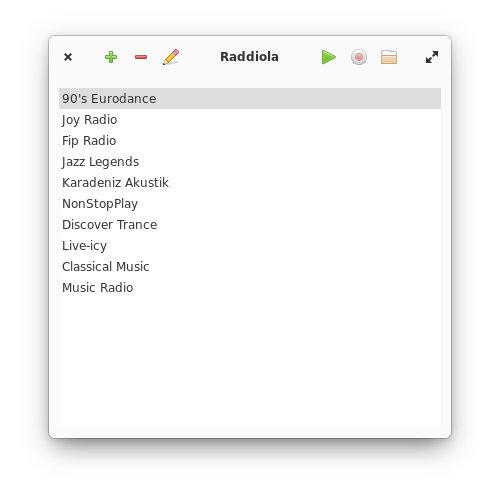 Raddiola
90's Eurodance
Joy Radio
Fip Radio
Jazz Legends
Karadeniz Akustik
NonStopPlay
Discover Trance
Live-icy
Classical Music
Music Radio